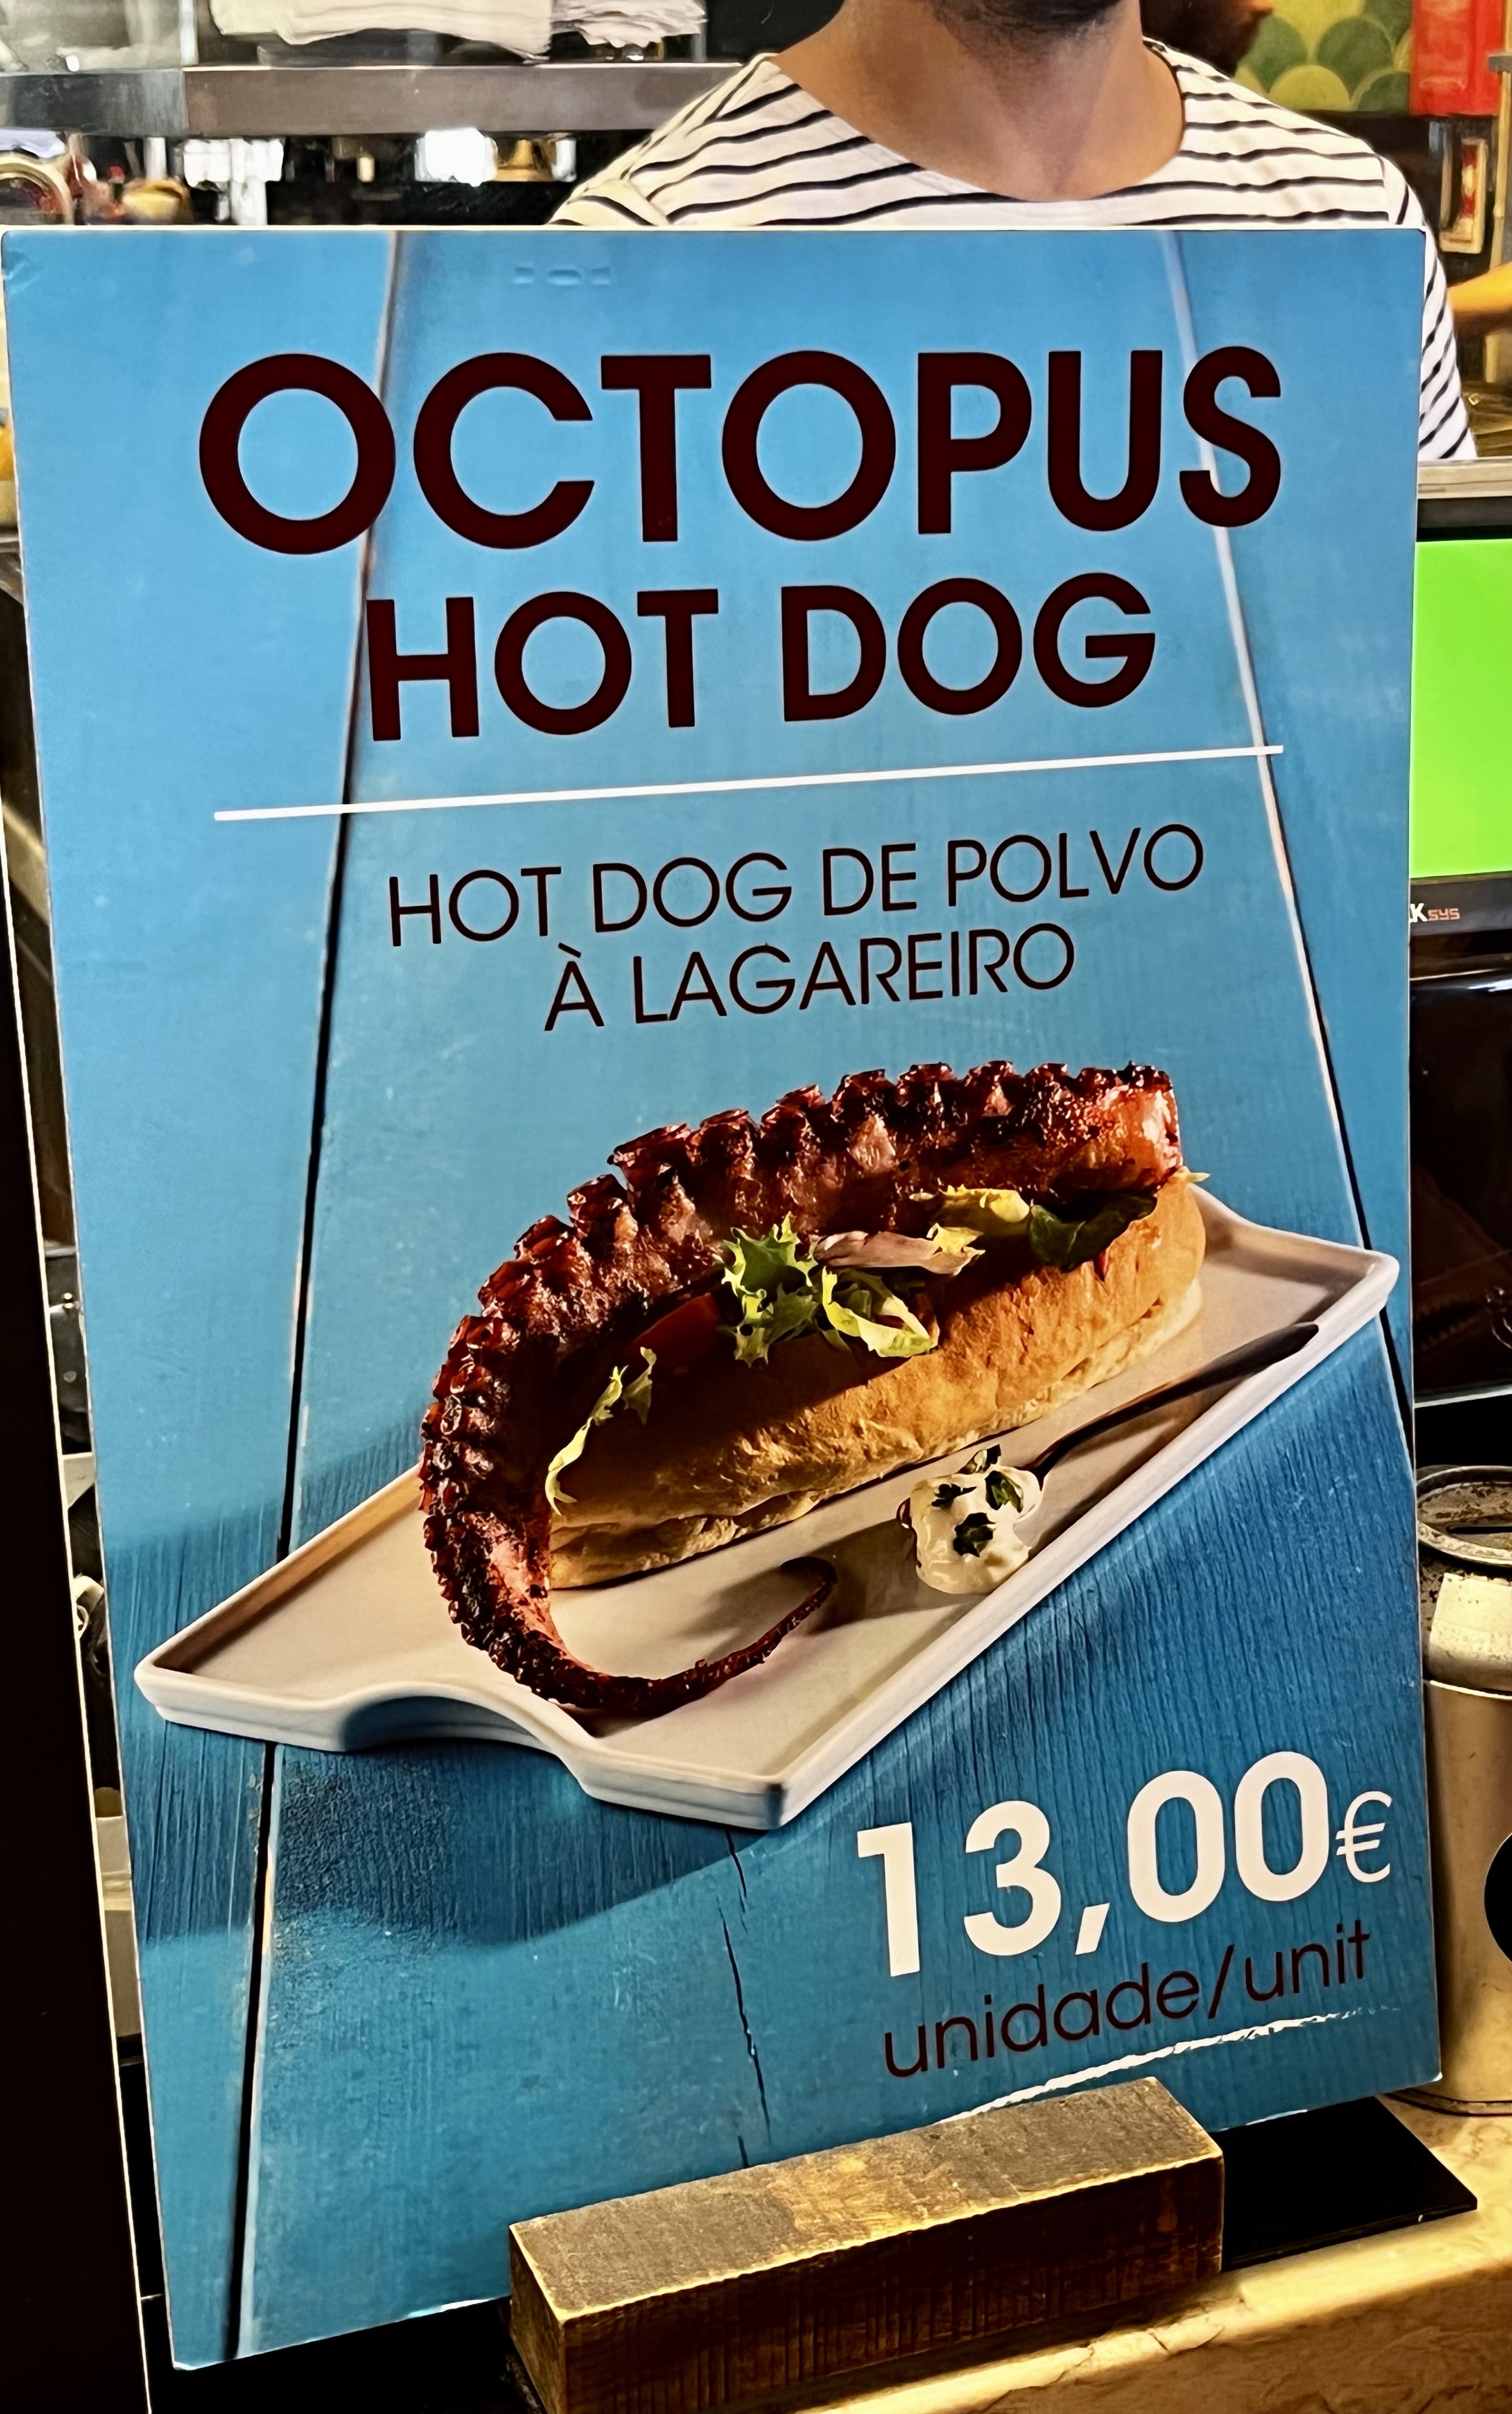 OCTOPUS
HOT DOG
HOT DOG DE POLVO
À LAGAREIRO
13,00€
unidade/unit